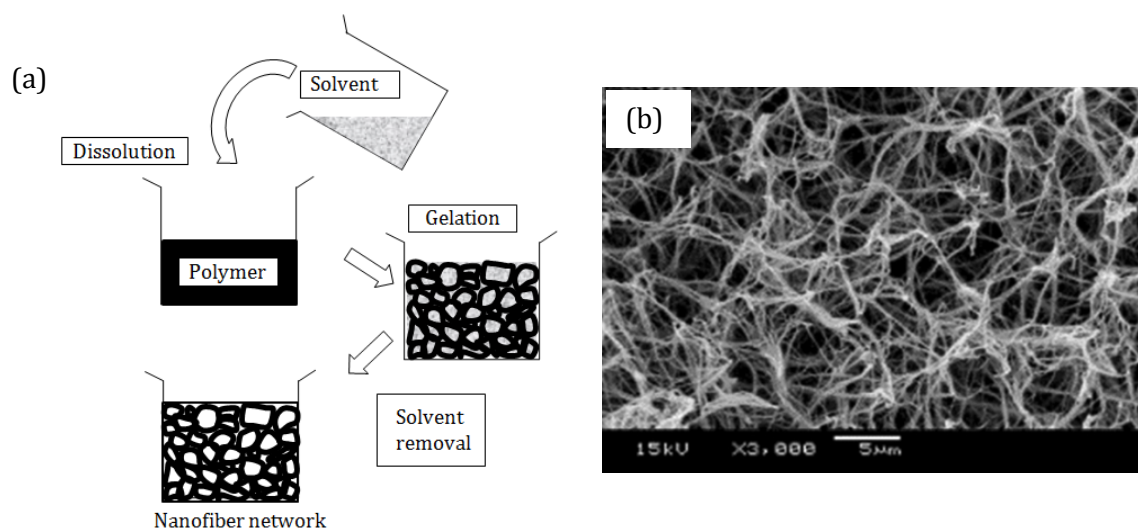 (a)
Solvent
Dissolution
Polymer
Gelation
Solvent
removal
Nanofiber network
(b)
15kV X3,000 5µm